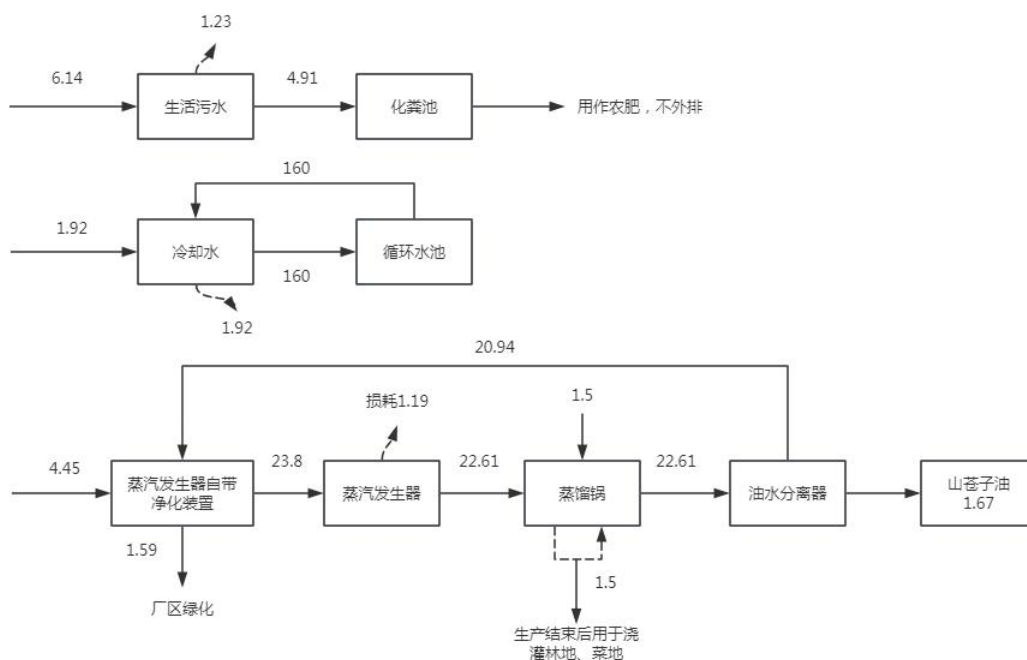 1.23
6.14
生活污水
4.91
化粪池
用作农肥，不外排
160
1.92
冷却水
160
循环水池
1.92
20.94
损耗1.19
1.5
4.45
蒸汽发生器自带
净化装置
23.8
蒸汽发生器
22.61
蒸馏锅
22.61
油水分离器
山苍子油
1.67
1.59
厂区绿化
1.5
生产结束后用于浇
灌林地、菜地